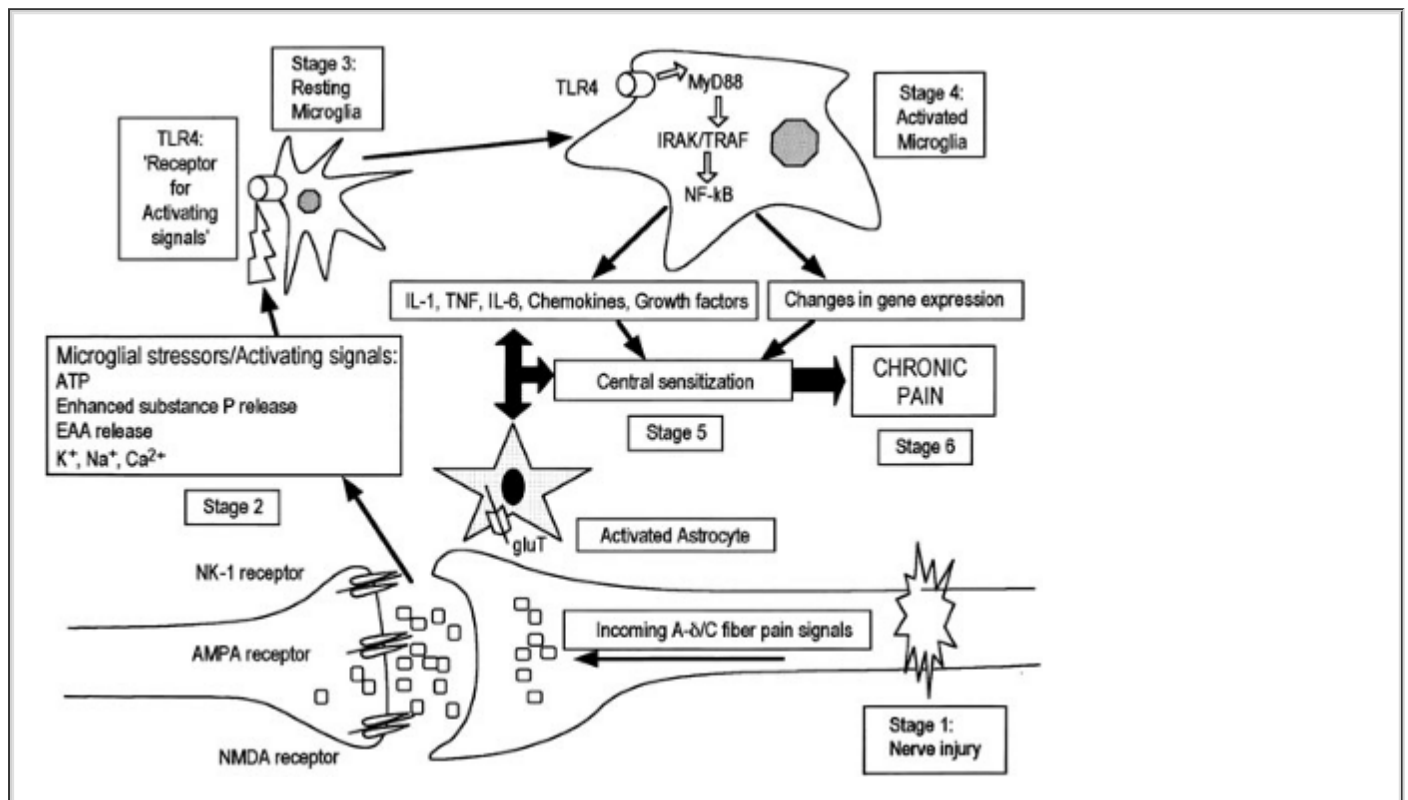 Stage 3:
Resting
Microglia
TLR4:
'Receptor
for
Activating
signals'
TLR4
MyD88
IRAK/TRAF
NF-kB
Stage 4:
Activated
Microglia
IL-1, TNF, IL-6, Chemokines, Growth factors
Changes in gene expression
Microglial stressors/Activating signals:
ATP
Enhanced substance P release
EAA release
K⁺, Na⁺, Ca²⁺
Stage 2
Central sensitization
Stage 5
CHRONIC
PAIN
Stage 6
gluT
Activated Astrocyte
NK-1 receptor
AMPA receptor
NMDA receptor
Incoming A-δ/C fiber pain signals
Stage 1:
Nerve injury